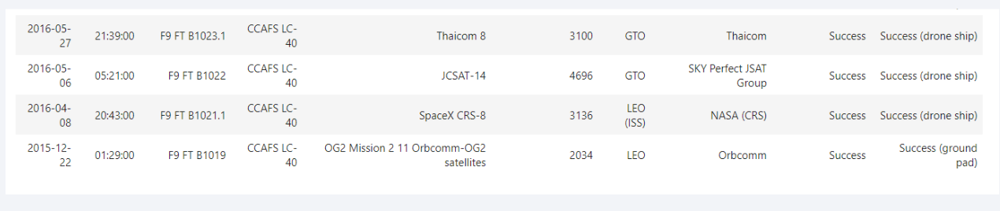 2016-05-27 21:39:00 F9 FT B1023.1 CCAFS LC-40 Thaicom 8 3100 GTO Thaicom Success Success (drone ship)
2016-05-06 05:21:00 F9 FT B1022 CCAFS LC-40 JCSAT-14 4696 GTO SKY Perfect JSAT Group Success Success (drone ship)
2016-04-08 20:43:00 F9 FT B1021.1 CCAFS LC-40 SpaceX CRS-8 3136 LEO (ISS) NASA (CRS) Success Success (drone ship)
2015-12-22 01:29:00 F9 FT B1019 CCAFS LC-40 OG2 Mission 2 11 Orbcomm-OG2 satellites 2034 LEO Orbcomm Success Success (ground pad)